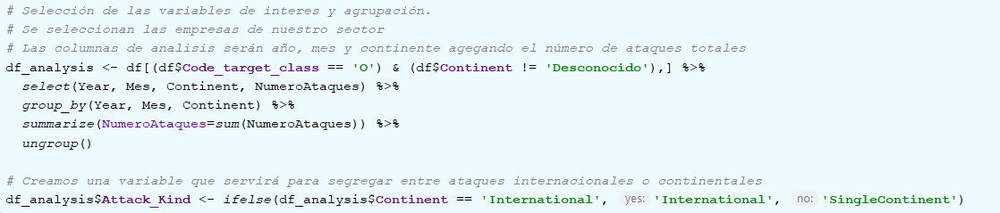 # Selección de las variables de interes y agrupación.
# Se seleccionan las empresas de nuestro sector
# Las columnas de analisis serán año, mes y continente agegando el número de ataques totales
df_analysis <- df[(df$Code_target_class == 'O') & (df$Continent != 'Desconocido'),] %>%
  select(Year, Mes, Continent, NumeroAtaques) %>%
  group_by(Year, Mes, Continent) %>%
  summarize(NumeroAtaques=sum(NumeroAtaques)) %>%
  ungroup()
# Creamos una variable que servirá para segregar entre ataques internacionales o continentales
df_analysis$Attack_Kind <- ifelse(df_analysis$Continent == 'International', yes: 'International', no: 'SingleContinent')